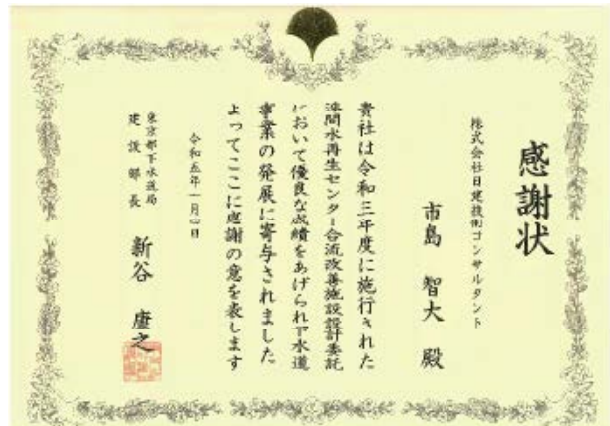 感謝状
株式会社日建技術コンサルタント
市島 智大 殿
貴社は令和三年度に施行された
水再生センター合流改善施設設計委託
において優良な成績をあげられ下水道
事業の発展に寄与されました
よってここに感謝の意を表します
令和五年一月 日
東京都下水道局
建設部長 新谷 康之